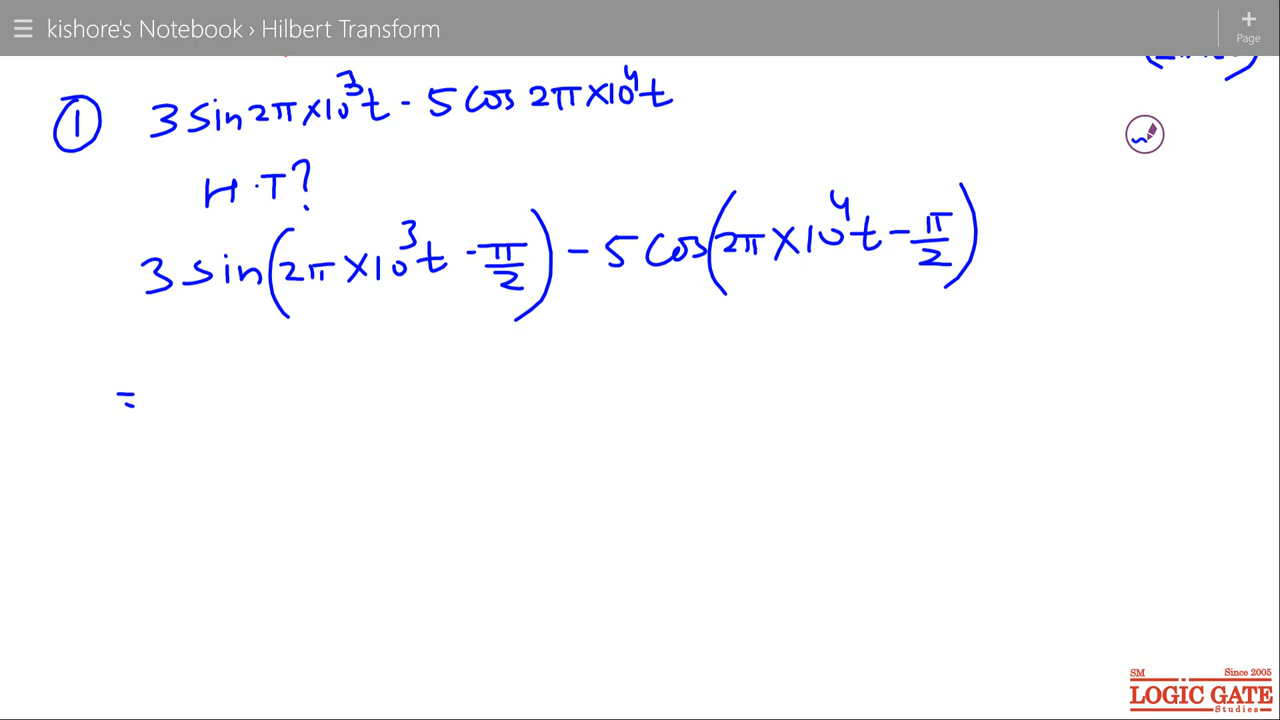 kishore's Notebook › Hilbert Transform
Page
① 3 sin 2π×10³t - 5 cos 2π×10⁴t
H.T?
3 sin(2π×10³t - π/2) - 5 cos(2π×10⁴t - π/2)
=
SM Since 2005
LOGIC GATE
Studies